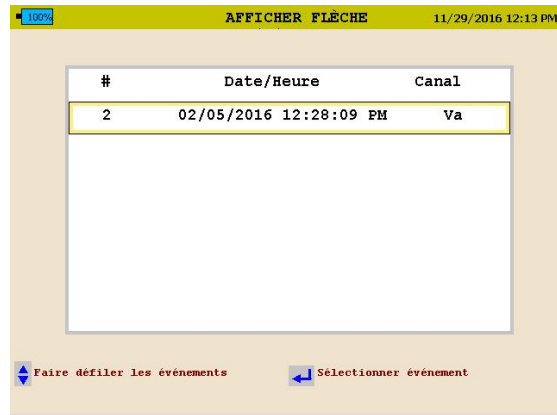 100% AFFICHER FLÈCHE 11/29/2016 12:13 PM
# Date/Heure Canal
2 02/05/2016 12:28:09 PM Va
Faire défiler les événements Sélectionner événement